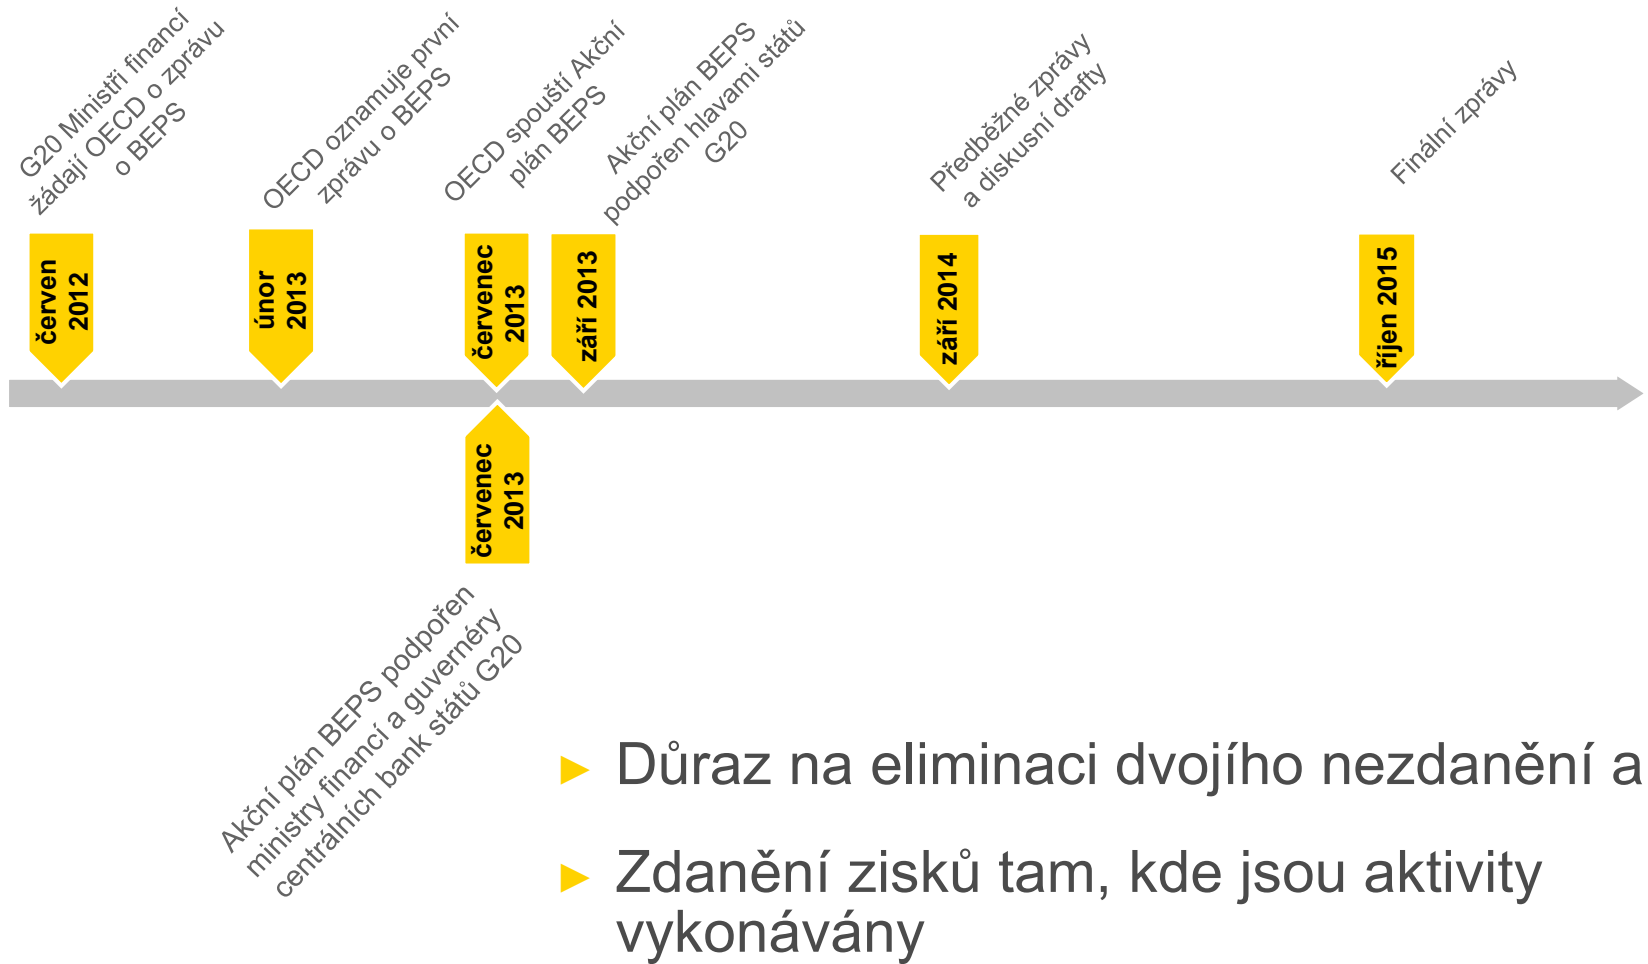 G20 Ministři financí
žádají OECD o zprávu
o BEPS
OECD oznamuje první
zprávu o BEPS
OECD spouští Akční
plán BEPS
Akční plán BEPS
podpořen hlavami států
G20
Předběžné zprávy
a diskusní drafty
Finální zprávy
červen
2012
únor
2013
červenec
2013
září 2013
září 2014
říjen 2015
červenec
2013
Akční plán BEPS podpořen
ministry financí a guvernéry
centrálních bank států G20
► Důraz na eliminaci dvojího nezdanění a
► Zdanění zisků tam, kde jsou aktivity
vykonávány